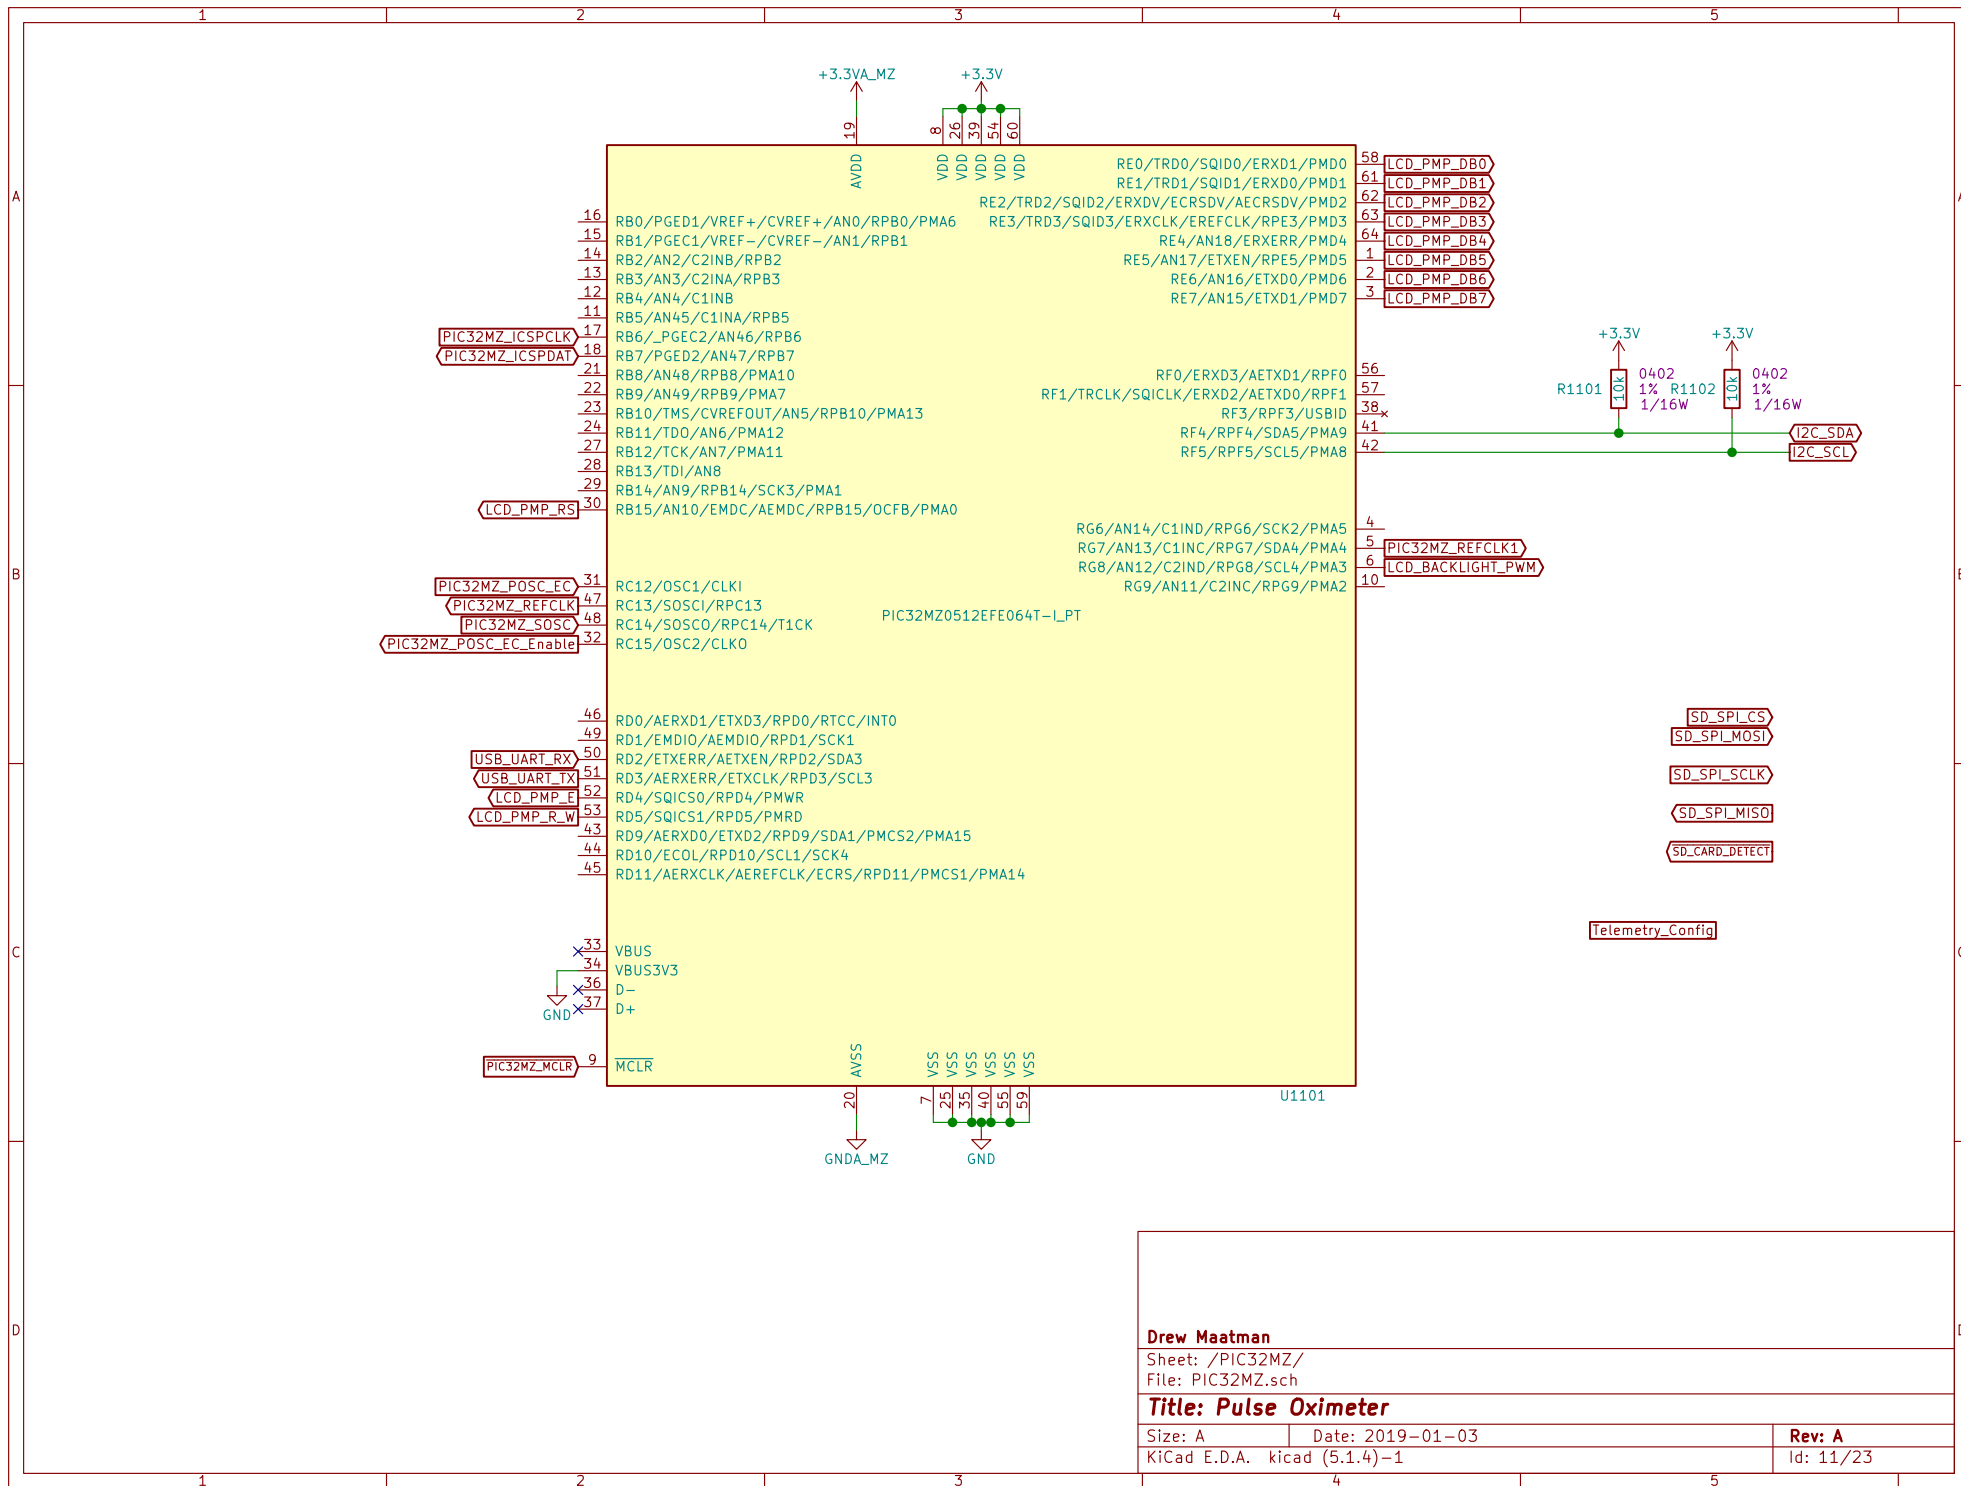 1 2 3 4 5
+3.3VA_MZ +3.3V
19 8 26 39 54 60
AVDD VDD VDD VDD VDD VDD
RE0/TRD0/SQID0/ERXD1/PMD0 58 LCD_PMP_DB0
RE1/TRD1/SQID1/ERXD0/PMD1 61 LCD_PMP_DB1
A
RE2/TRD2/SQID2/ERXDV/ECRSDV/AECRSDV/PMD2 62 LCD_PMP_DB2
16 RB0/PGED1/VREF+/CVREF+/AN0/RPB0/PMA6 RE3/TRD3/SQID3/ERXCLK/EREFCLK/RPE3/PMD3 63 LCD_PMP_DB3
15 RB1/PGEC1/VREF-/CVREF-/AN1/RPB1 RE4/AN18/ERXERR/PMD4 64 LCD_PMP_DB4
14 RB2/AN2/C2INB/RPB2 RE5/AN17/ETXEN/RPE5/PMD5 1 LCD_PMP_DB5
13 RB3/AN3/C2INA/RPB3 RE6/AN16/ETXD0/PMD6 2 LCD_PMP_DB6
12 RB4/AN4/C1INB RE7/AN15/ETXD1/PMD7 3 LCD_PMP_DB7
11 RB5/AN45/C1INA/RPB5
PIC32MZ_ICSPCLK 17 RB6/_PGEC2/AN46/RPB6 +3.3V +3.3V
PIC32MZ_ICSPDAT 18 RB7/PGED2/AN47/RPB7
21 RB8/AN48/RPB8/PMA10 RF0/ERXD3/AETXD1/RPF0 56 0402 0402
22 RB9/AN49/RPB9/PMA7 RF1/TRCLK/SQICLK/ERXD2/AETXD0/RPF1 57 R1101 10k 1% R1102 10k 1%
1/16W 1/16W
23 RB10/TMS/CVREFOUT/AN5/RPB10/PMA13 RF3/RPF3/USBID 38
24 RB11/TDO/AN6/PMA12 RF4/RPF4/SDA5/PMA9 41 I2C_SDA
27 RB12/TCK/AN7/PMA11 RF5/RPF5/SCL5/PMA8 42 I2C_SCL
28 RB13/TDI/AN8
29 RB14/AN9/RPB14/SCK3/PMA1
LCD_PMP_RS 30 RB15/AN10/EMDC/AEMDC/RPB15/OCFB/PMA0
RG6/AN14/C1IND/RPG6/SCK2/PMA5 4
RG7/AN13/C1INC/RPG7/SDA4/PMA4 5 PIC32MZ_REFCLK1
RG8/AN12/C2IND/RPG8/SCL4/PMA3 6 LCD_BACKLIGHT_PWM
B
PIC32MZ_POSC_EC 31 RC12/OSC1/CLKI RG9/AN11/C2INC/RPG9/PMA2 10
PIC32MZ_REFCLK 47 RC13/SOSCI/RPC13
PIC32MZ0512EFE064T-I_PT
PIC32MZ_SOSC 48 RC14/SOSCO/RPC14/T1CK
PIC32MZ_POSC_EC_Enable 32 RC15/OSC2/CLKO
46 RD0/AERXD1/ETXD3/RPD0/RTCC/INT0 SD_SPI_CS
49 RD1/EMDIO/AEMDIO/RPD1/SCK1 SD_SPI_MOSI
USB_UART_RX 50 RD2/ETXERR/AETXEN/RPD2/SDA3
USB_UART_TX 51 RD3/AERXERR/ETXCLK/RPD3/SCL3 SD_SPI_SCLK
LCD_PMP_E 52 RD4/SQICS0/RPD4/PMWR
LCD_PMP_R_W 53 RD5/SQICS1/RPD5/PMRD SD_SPI_MISO
43 RD9/AERXD0/ETXD2/RPD9/SDA1/PMCS2/PMA15
44 RD10/ECOL/RPD10/SCL1/SCK4 SD_CARD_DETECT
45 RD11/AERXCLK/AEREFCLK/ECRS/RPD11/PMCS1/PMA14
Telemetry_Config
C
33 VBUS
34 VBUS3V3
36 D-
GND 37 D+
PIC32MZ_MCLR 9 MCLR
AVSS VSS VSS VSS VSS VSS VSS
20 7 25 35 40 55 59
U1101
GNDA_MZ GND
D
Drew Maatman
Sheet: /PIC32MZ/
File: PIC32MZ.sch
Title: Pulse Oximeter
Size: A Date: 2019-01-03 Rev: A
KiCad E.D.A. kicad (5.1.4)-1 Id: 11/23
1 2 3 4 5